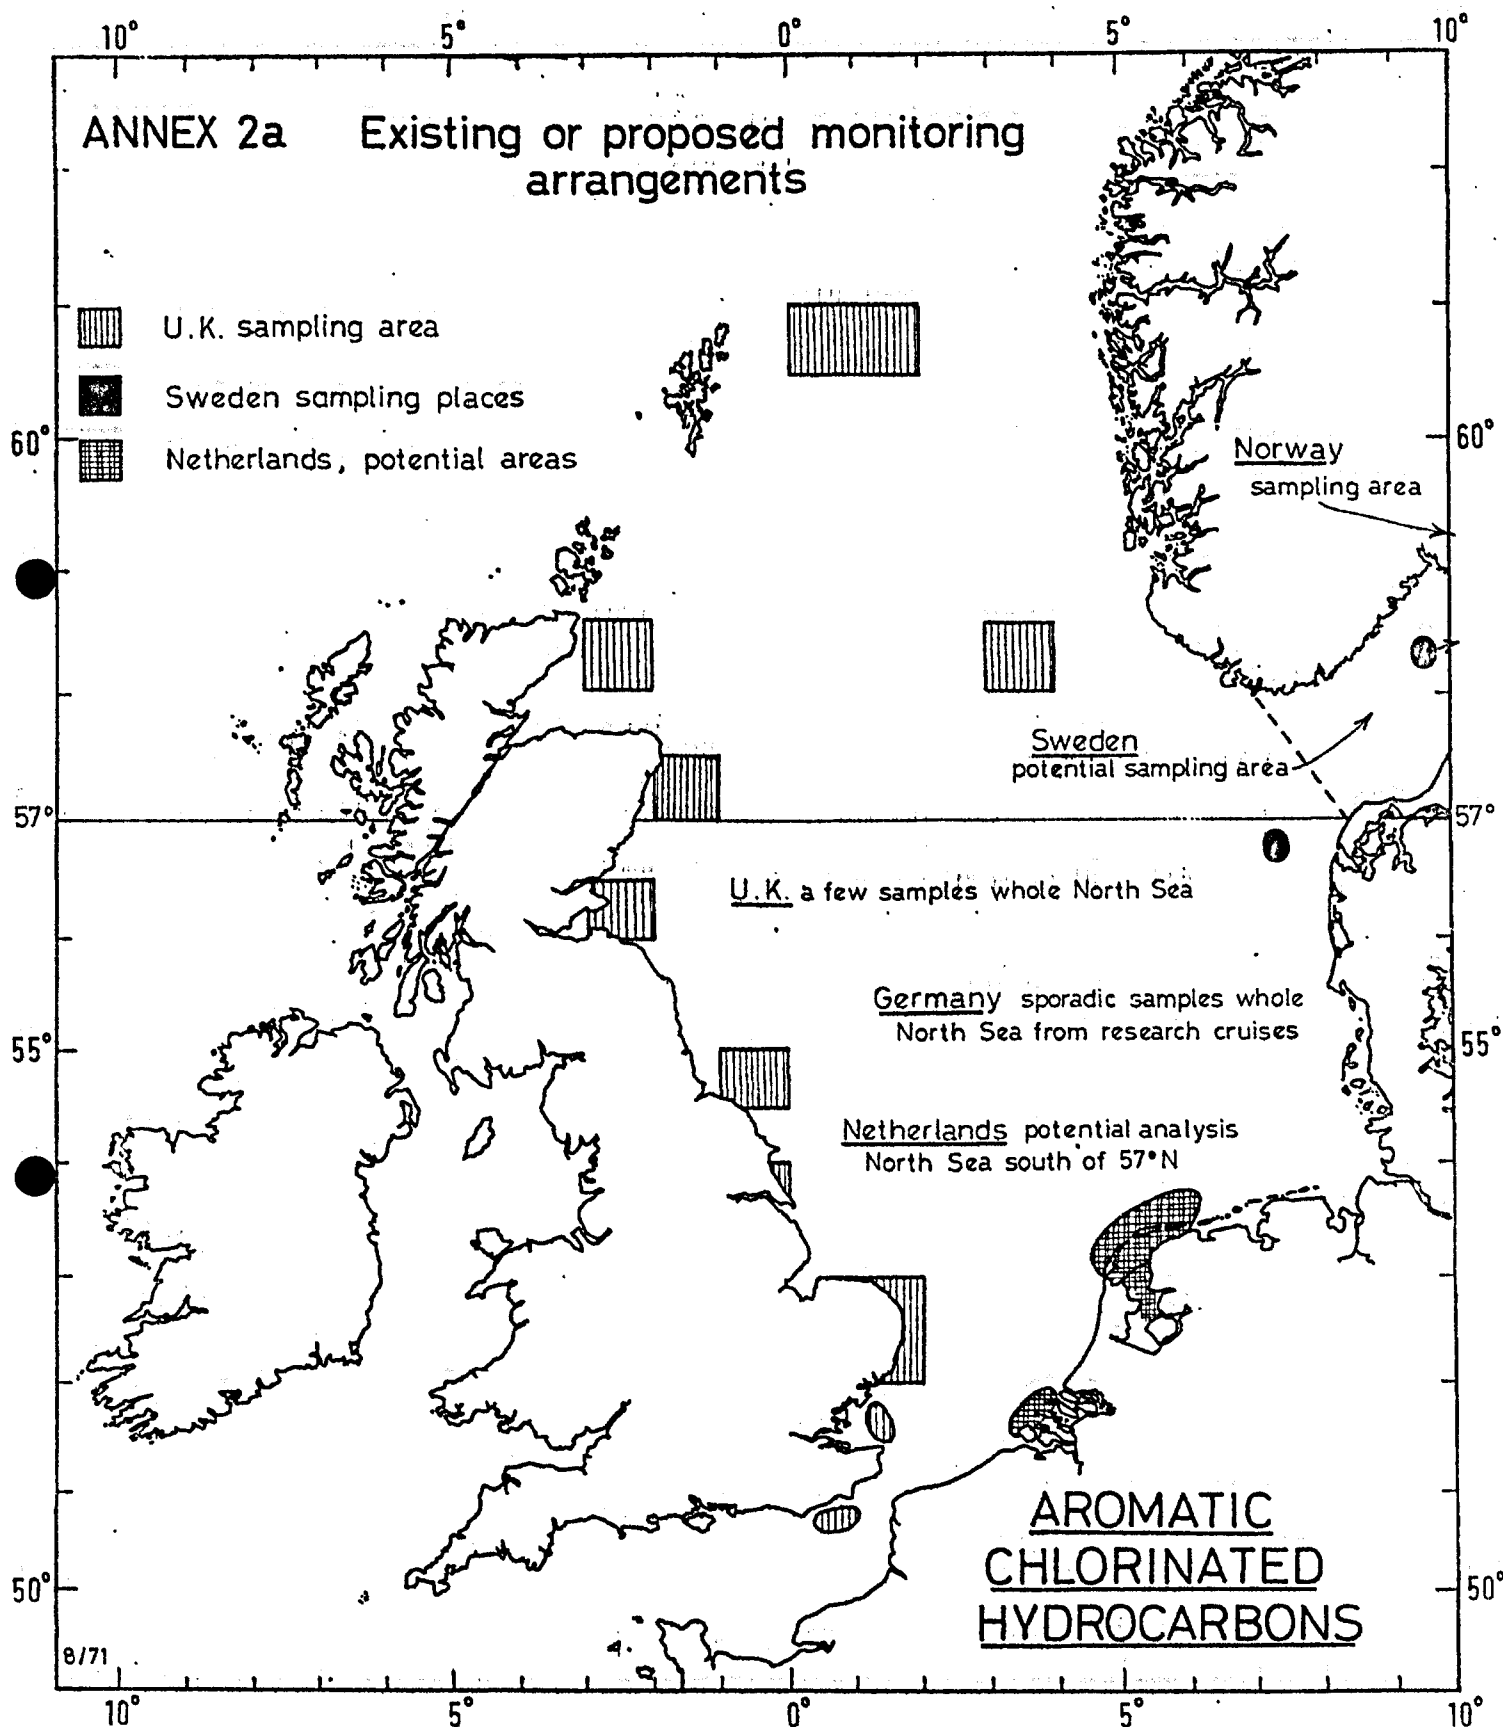 10° 5° 0° 5° 10°
ANNEX 2a Existing or proposed monitoring
arrangements
U.K. sampling area
Sweden sampling places
Netherlands, potential areas
60° 60°
Norway
sampling area
Sweden
potential sampling area
57° 57°
U.K. a few samples whole North Sea
Germany sporadic samples whole
North Sea from research cruises
55° 55°
Netherlands potential analysis
North Sea south of 57°N
AROMATIC
CHLORINATED
HYDROCARBONS
50° 50°
8/71
10° 5° 0° 5° 10°